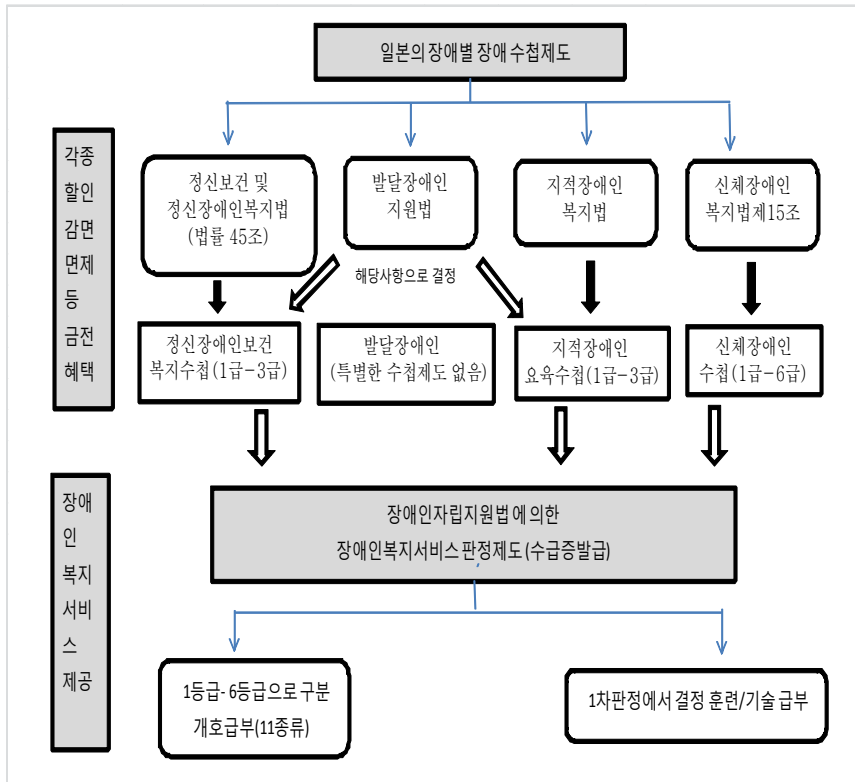 일본의 장애별 장애 수첩제도
각종
할인
감면
면제
등
금전
혜택
정신보건 및
정신장애인복지법
(법률 45조)
발달장애인
지원법
지적장애인
복지법
신체장애인
복지법제15조
해당사항으로 결정
정신장애인보건
복지수첩(1급-3급)
발달장애인
(특별한 수첩제도 없음)
지적장애인
요육수첩(1급-3급)
신체장애인
수첩(1급-6급)
장애
인
복지
서비
스
제공
장애인자립지원법에 의한
장애인복지서비스 판정제도 (수급증발급)
1등급- 6등급으로 구분
개호급부(11종류)
1차판정에서 결정 훈련/기술 급부